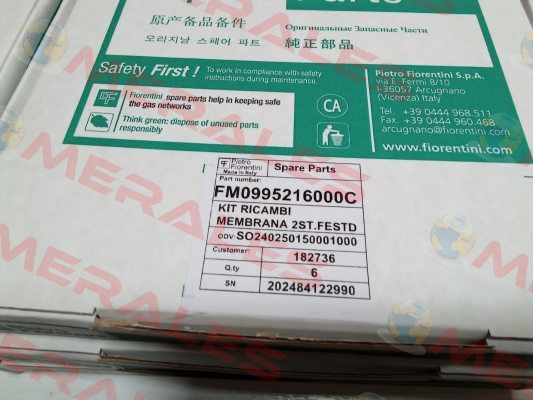 Parts
原产备品备件
Оригинальные Запасные Части
오리지날 스페어 파트
純正部品
Safety First !
To work in compliance with safety
instructions during maintenance.
Fiorentini spare parts help in keeping safe
the gas networks
Think green: dispose of unused parts
responsibly
CA
Pietro Fiorentini S.p.A.
via E. Fermi 8/10
I-36057 Arcugnano
(Vicenza) Italy
Tel. +39 0444 968.511
Fax. +39 0444 960.468
arcugnano@fiorentini.com
www.fiorentini.com
Pietro
Fiorentini
Made in Italy
Spare Parts
Part number:
FM0995216000C
KIT RICAMBI
MEMBRANA 2ST.FESTD
ODV SO240250150001000
Customer: 182736
Q.ty 6
SN 202484122990
MERALES
MERALES
MERALES